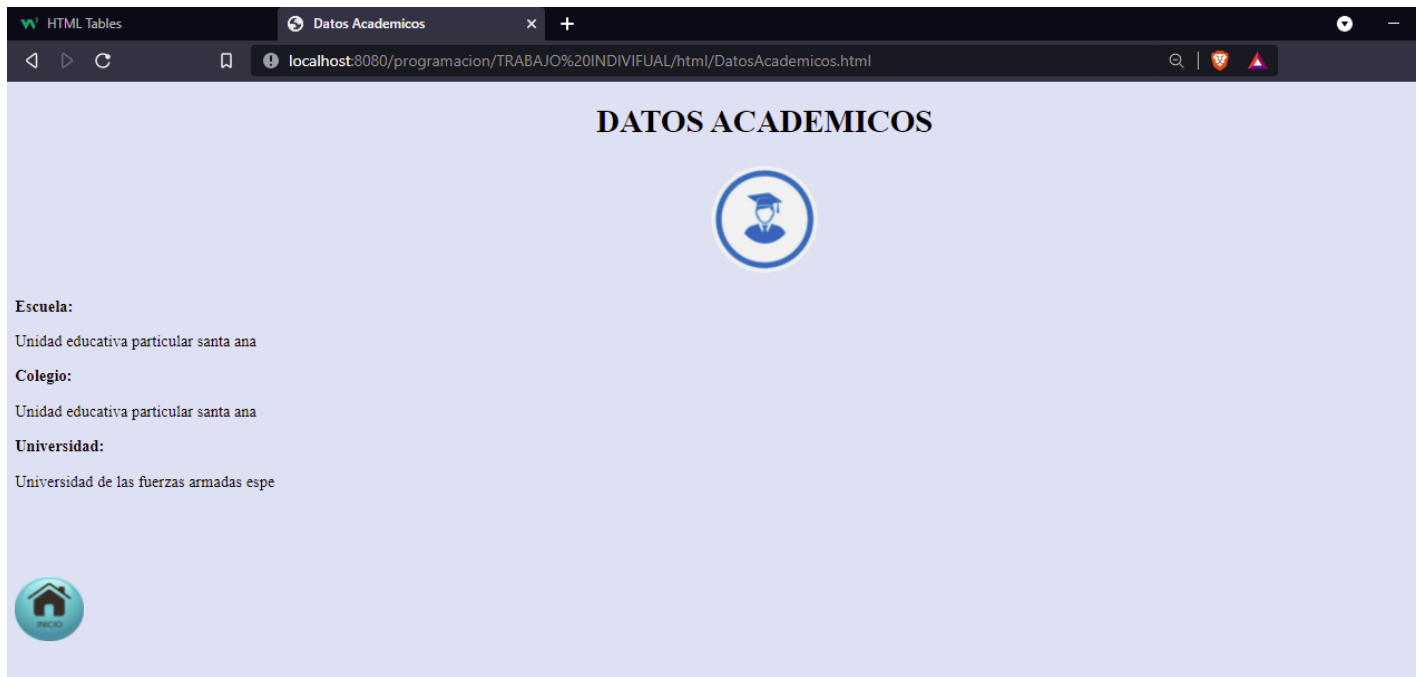 HTML Tables
Datos Academicos
localhost:8080/programacion/TRABAJO%20INDIVIFUAL/html/DatosAcademicos.html
DATOS ACADEMICOS
Escuela:
Unidad educativa particular santa ana
Colegio:
Unidad educativa particular santa ana
Universidad:
Universidad de las fuerzas armadas espe
INICIO